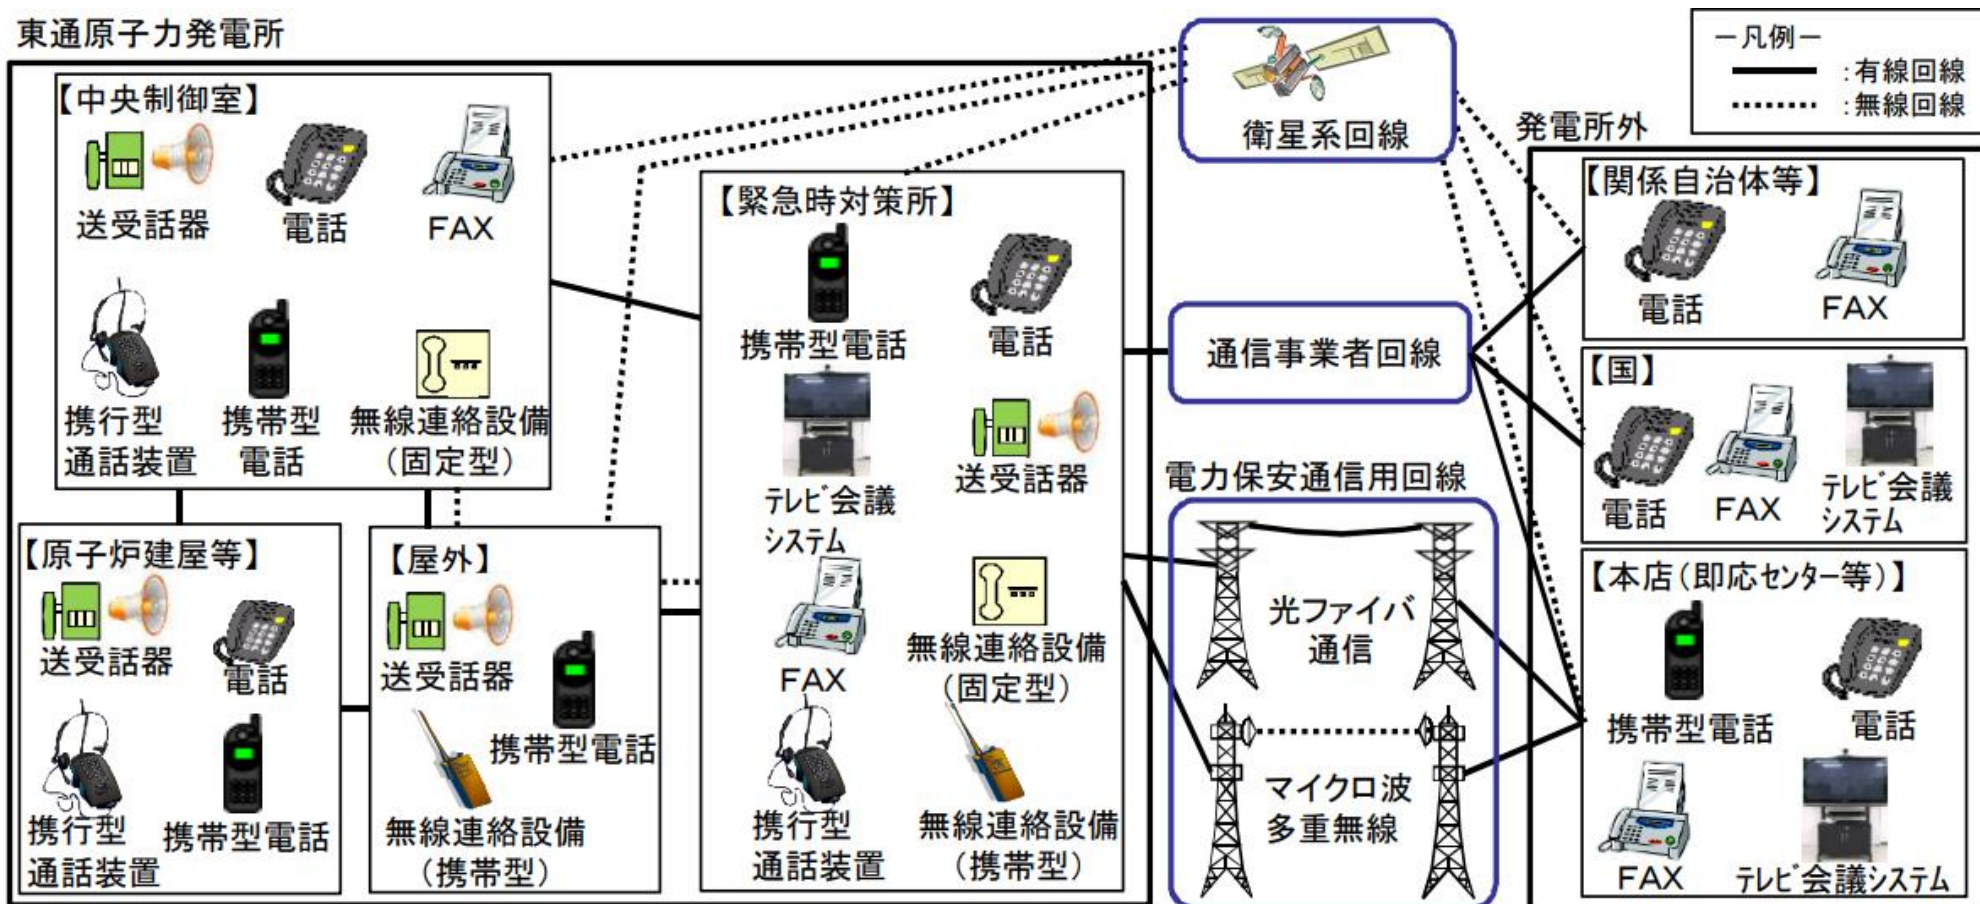 東通原子力発電所
【中央制御室】
送受話器
電話
FAX
携行型
通話装置
携帯型
電話
無線連絡設備
(固定型)
【原子炉建屋等】
送受話器
電話
携行型
通話装置
携帯型電話
【屋外】
送受話器
携帯型電話
無線連絡設備
(携帯型)
【緊急時対策所】
携帯型電話
電話
テレビ会議
システム
送受話器
FAX
無線連絡設備
(固定型)
携行型
通話装置
無線連絡設備
(携帯型)
衛星系回線
通信事業者回線
電力保安通信用回線
光ファイバ
通信
マイクロ波
多重無線
－凡例－
:有線回線
:無線回線
発電所外
【関係自治体等】
電話
FAX
【国】
電話
FAX
テレビ会議
システム
【本店(即応センター等)】
携帯型電話
電話
FAX
テレビ会議システム